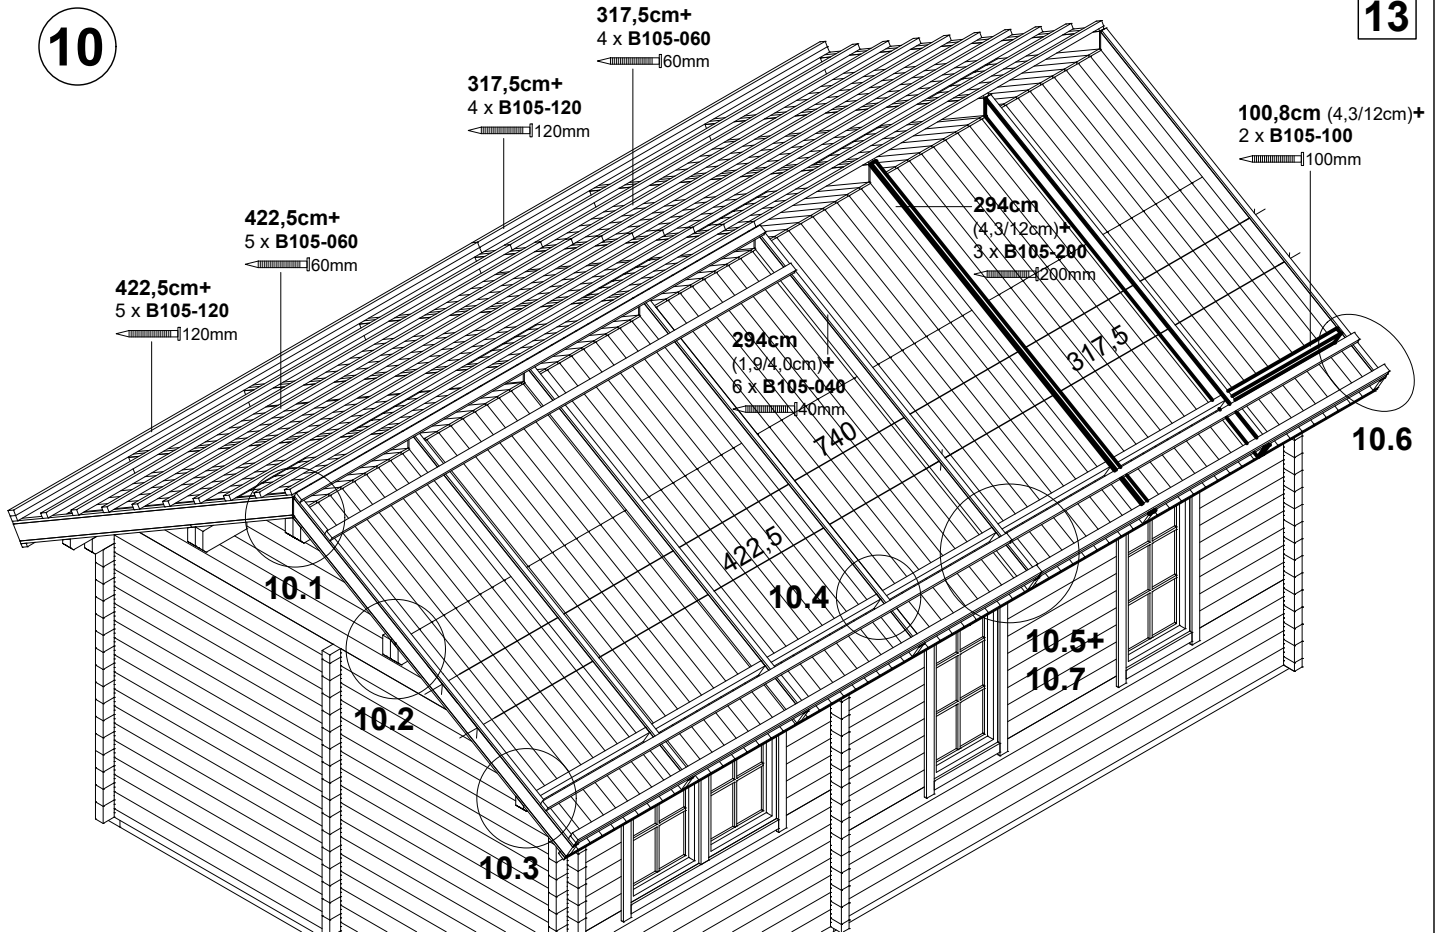 10
13
317,5cm+
4 x B105-060
60mm
317,5cm+
4 x B105-120
120mm
100,8cm (4,3/12cm)+
2 x B105-100
100mm
422,5cm+
5 x B105-060
60mm
294cm
(4,3/12cm)+
3 x B105-200
200mm
422,5cm+
5 x B105-120
120mm
294cm
(1,9/4,0cm)+
6 x B105-040
40mm
317,5
740
422,5
10.6
10.1
10.4
10.5+
10.7
10.2
10.3